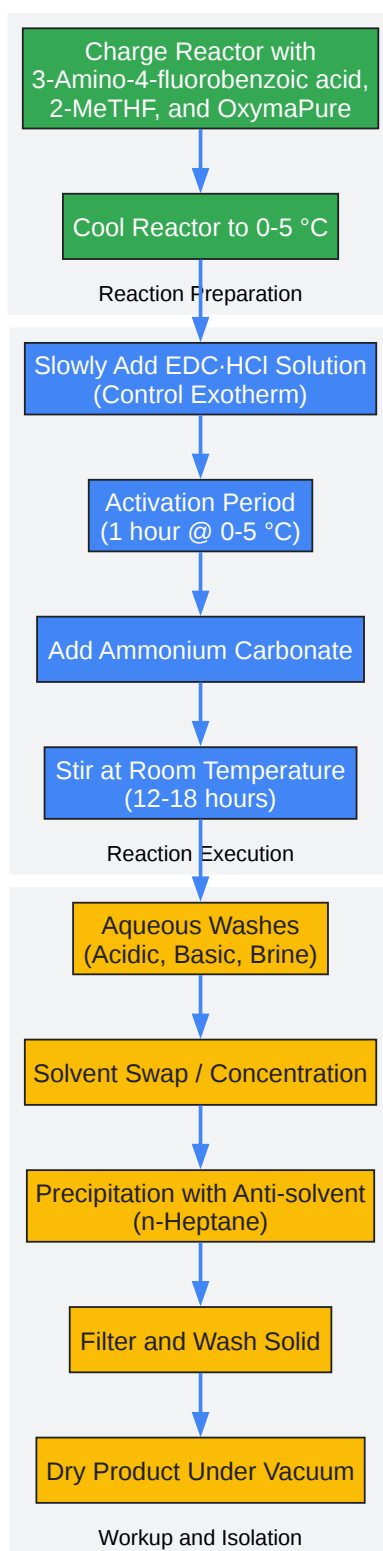 Charge Reactor with
3-Amino-4-fluorobenzoic acid,
2-MeTHF, and OxymaPure
Cool Reactor to 0-5 °C
Reaction Preparation
Slowly Add EDC·HCl Solution
(Control Exotherm)
Activation Period
(1 hour @ 0-5 °C)
Add Ammonium Carbonate
Stir at Room Temperature
(12-18 hours)
Reaction Execution
Aqueous Washes
(Acidic, Basic, Brine)
Solvent Swap / Concentration
Precipitation with Anti-solvent
(n-Heptane)
Filter and Wash Solid
Dry Product Under Vacuum
Workup and Isolation